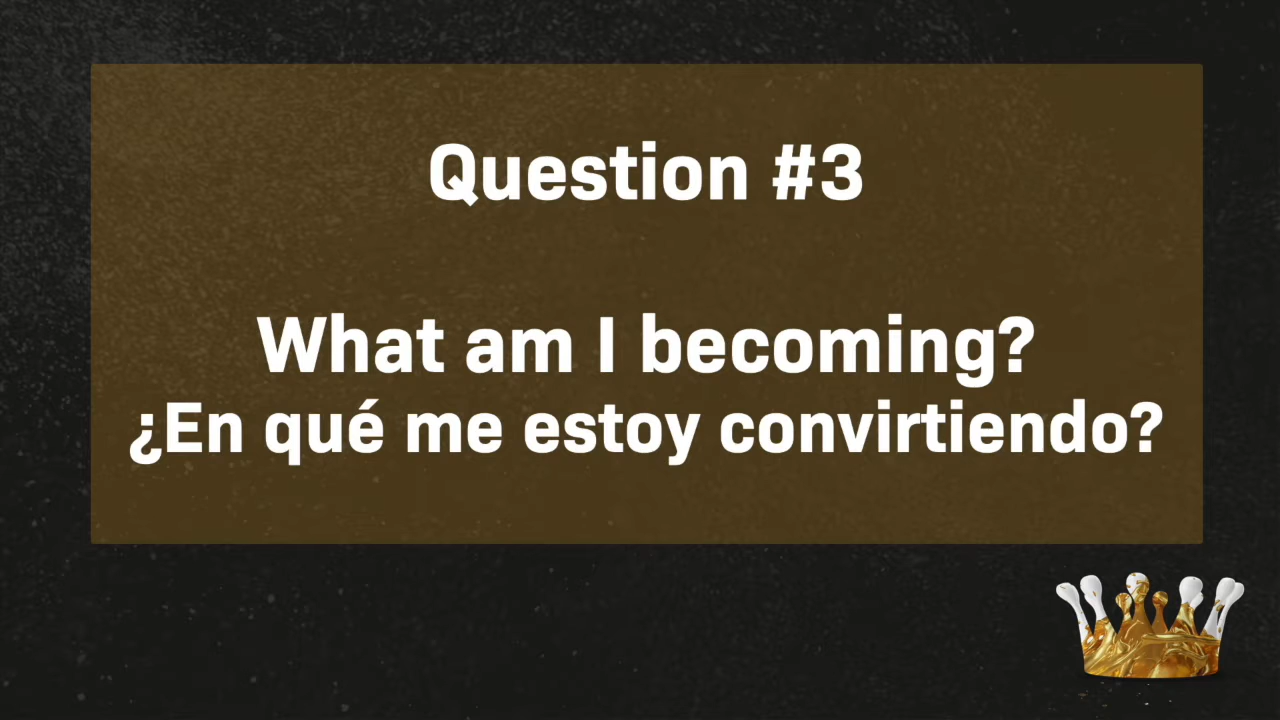 Question #3
What am I becoming?
¿En qué me estoy convirtiendo?